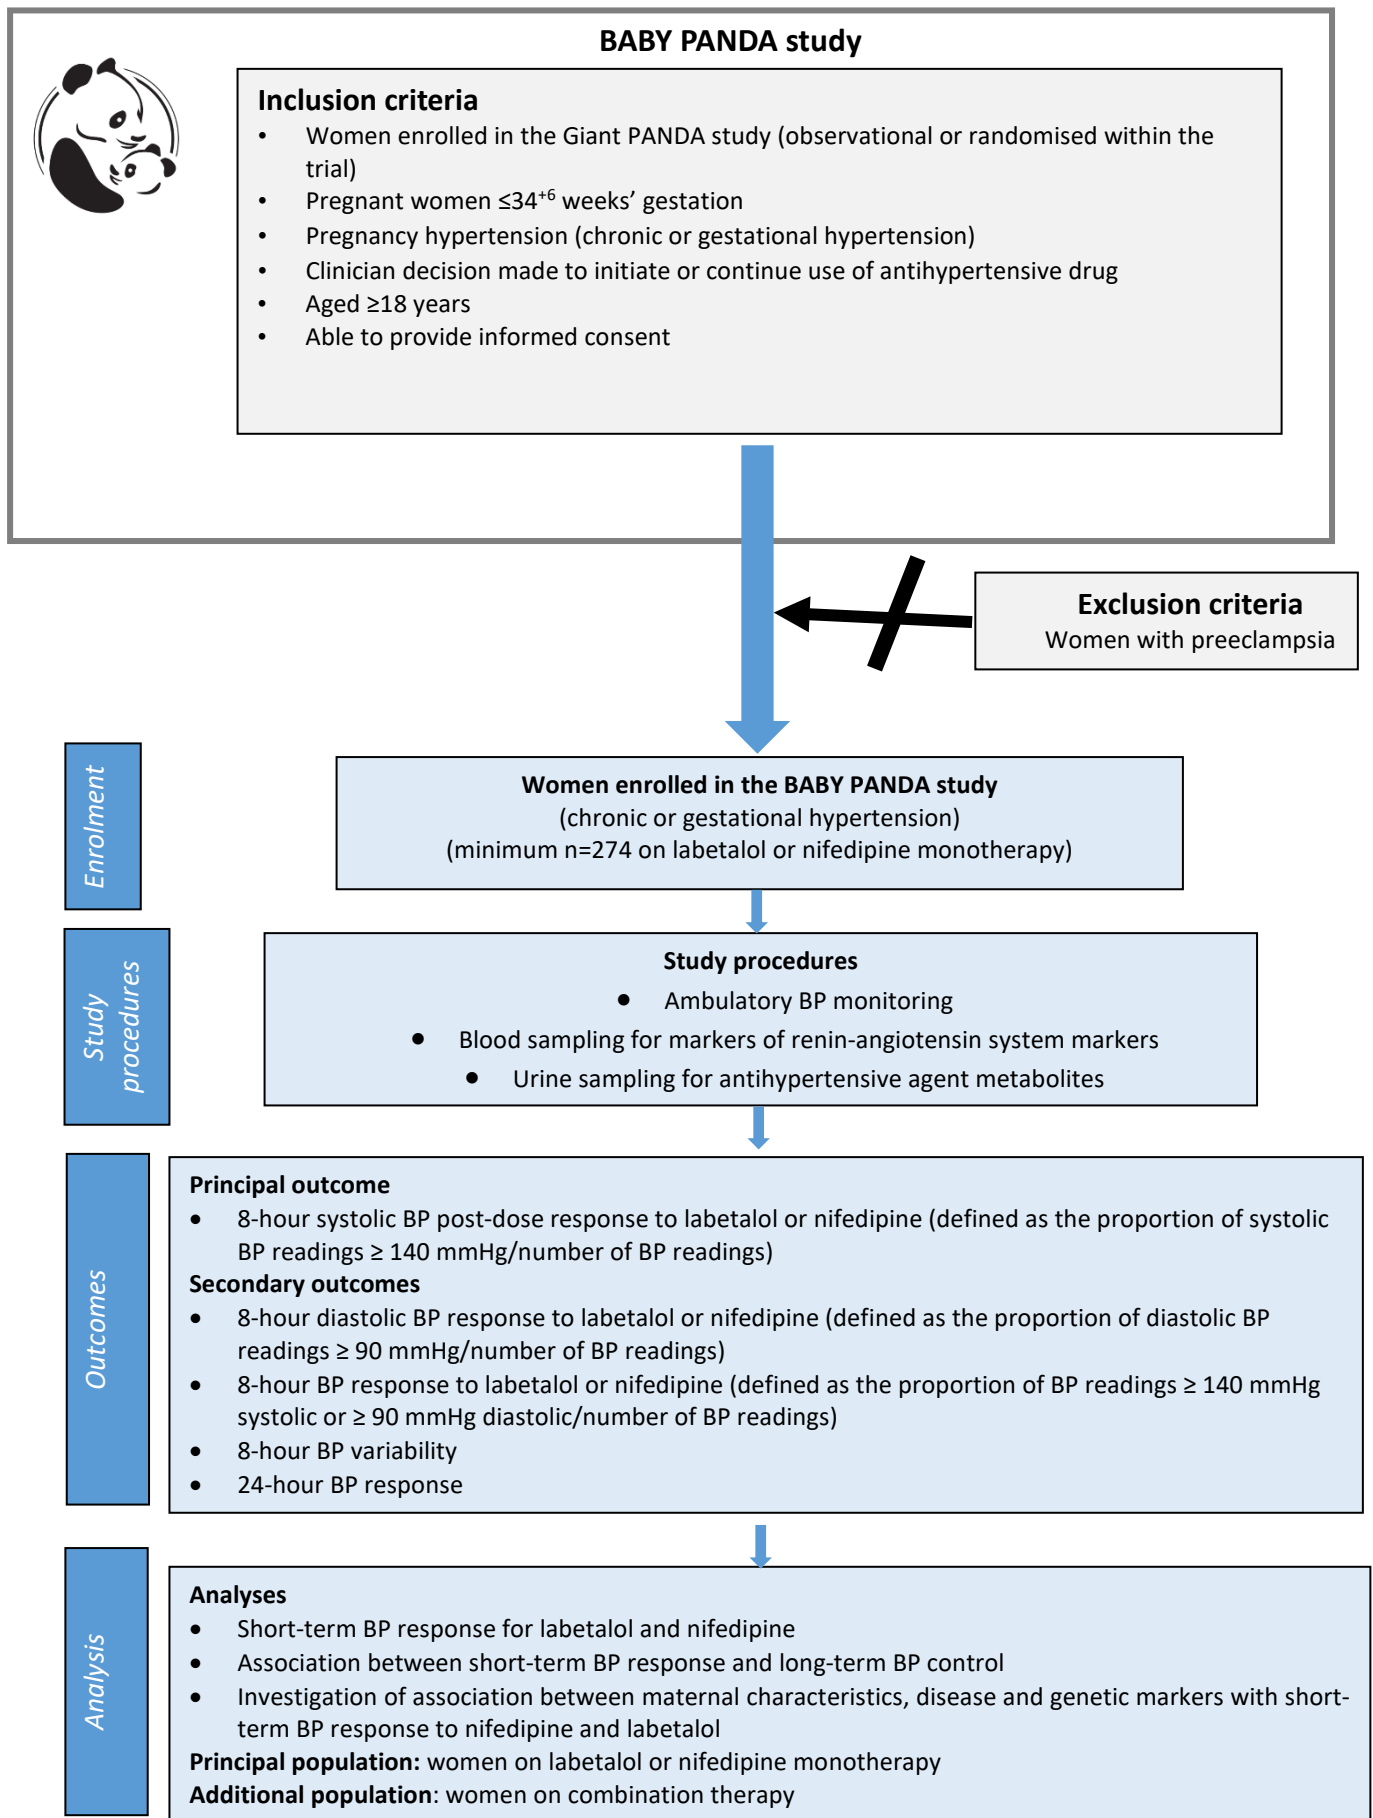 BABY PANDA study
Inclusion criteria
• Women enrolled in the Giant PANDA study (observational or randomised within the
trial)
• Pregnant women ≤34+6 weeks’ gestation
• Pregnancy hypertension (chronic or gestational hypertension)
• Clinician decision made to initiate or continue use of antihypertensive drug
• Aged ≥18 years
• Able to provide informed consent
Exclusion criteria
Women with preeclampsia
Enrolment
Women enrolled in the BABY PANDA study
(chronic or gestational hypertension)
(minimum n=274 on labetalol or nifedipine monotherapy)
Study
procedures
Study procedures
• Ambulatory BP monitoring
• Blood sampling for markers of renin-angiotensin system markers
• Urine sampling for antihypertensive agent metabolites
Outcomes
Principal outcome
• 8-hour systolic BP post-dose response to labetalol or nifedipine (defined as the proportion of systolic
BP readings ≥ 140 mmHg/number of BP readings)
Secondary outcomes
• 8-hour diastolic BP response to labetalol or nifedipine (defined as the proportion of diastolic BP
readings ≥ 90 mmHg/number of BP readings)
• 8-hour BP response to labetalol or nifedipine (defined as the proportion of BP readings ≥ 140 mmHg
systolic or ≥ 90 mmHg diastolic/number of BP readings)
• 8-hour BP variability
• 24-hour BP response
Analysis
Analyses
• Short-term BP response for labetalol and nifedipine
• Association between short-term BP response and long-term BP control
• Investigation of association between maternal characteristics, disease and genetic markers with short-
term BP response to nifedipine and labetalol
Principal population: women on labetalol or nifedipine monotherapy
Additional population: women on combination therapy